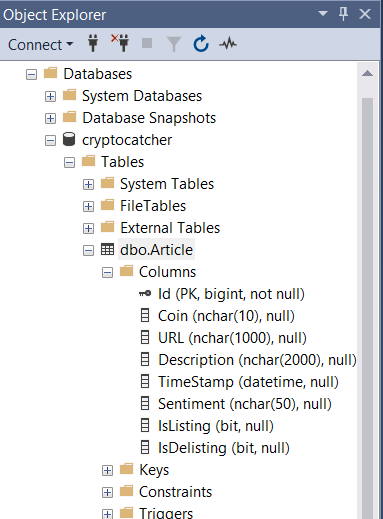 Object Explorer
Connect
Databases
System Databases
Database Snapshots
cryptocatcher
Tables
System Tables
FileTables
External Tables
dbo.Article
Columns
Id (PK, bigint, not null)
Coin (nchar(10), null)
URL (nchar(1000), null)
Description (nchar(2000), null)
TimeStamp (datetime, null)
Sentiment (nchar(50), null)
IsListing (bit, null)
IsDelisting (bit, null)
Keys
Constraints
Triggers